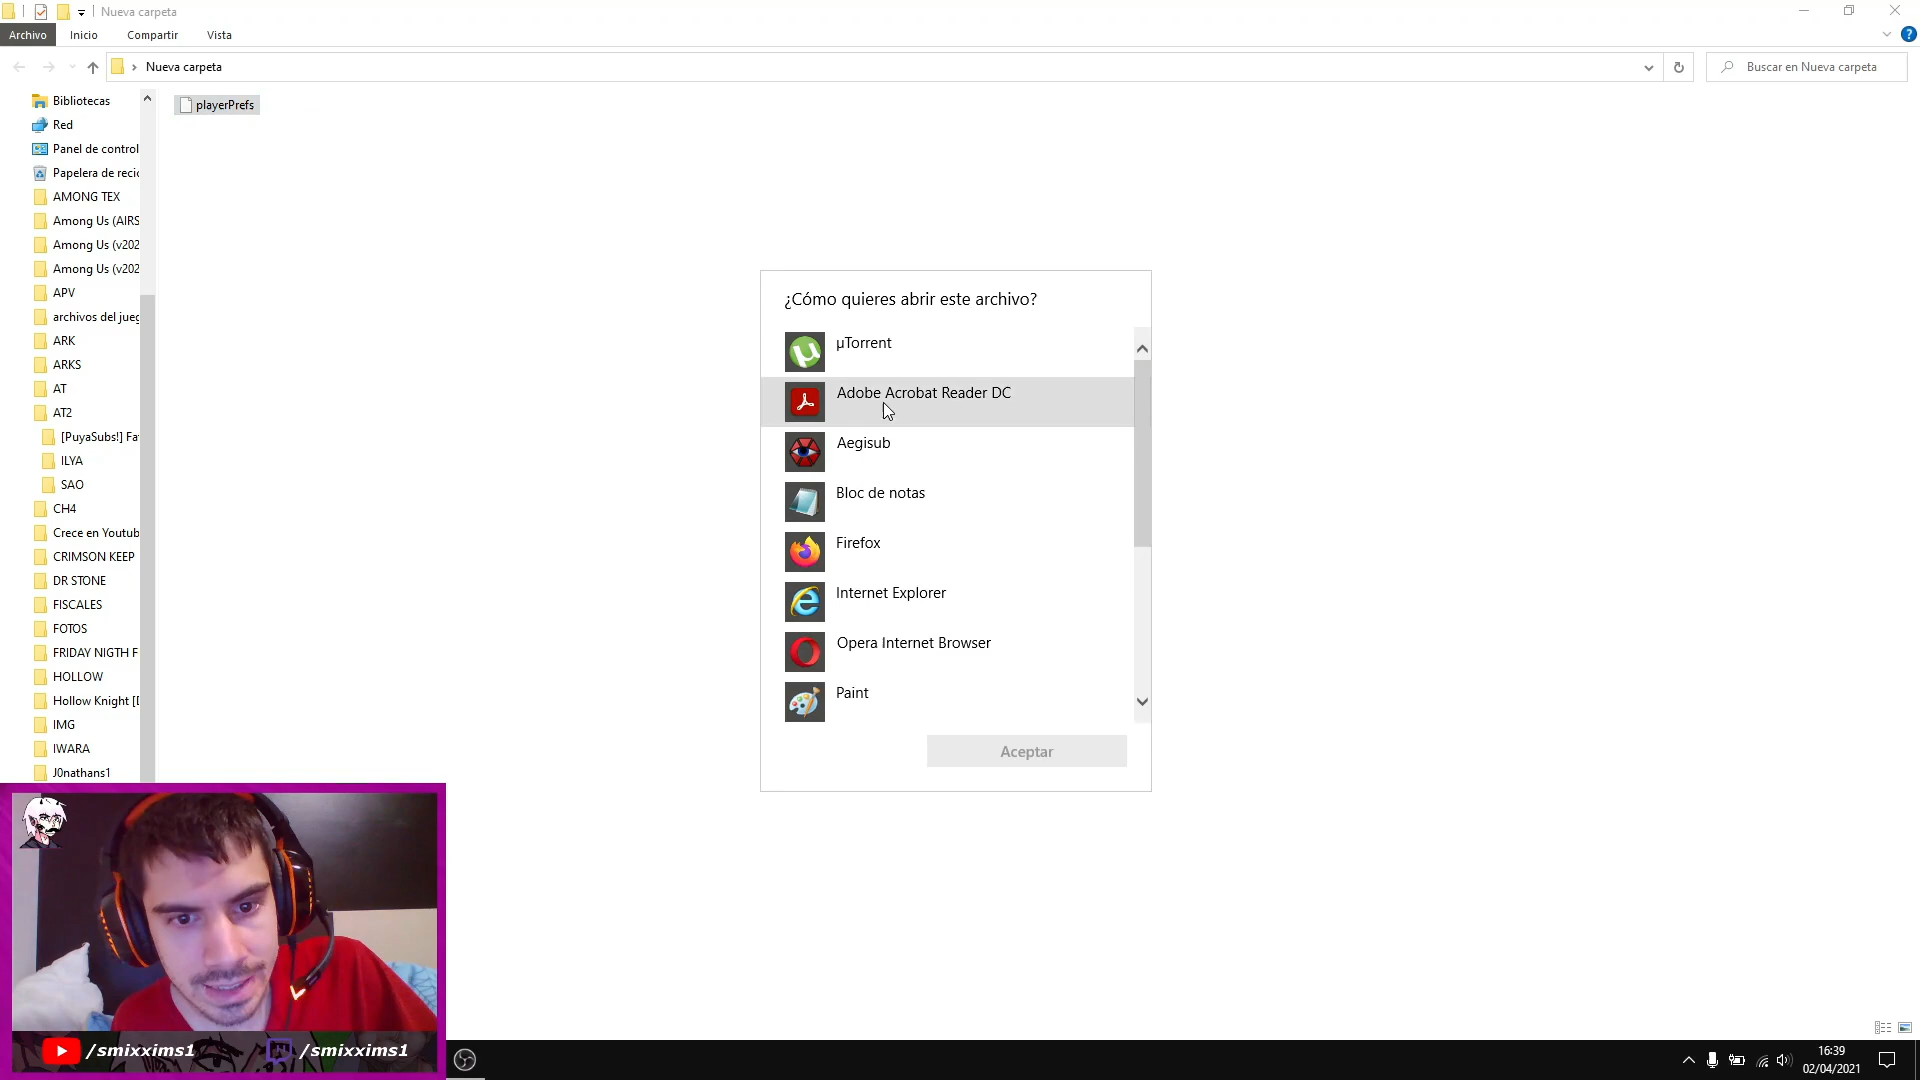 Nueva carpeta
Archivo Inicio Compartir Vista
Nueva carpeta
Buscar en Nueva carpeta
Bibliotecas
Red
Panel de control
Papelera de reci
AMONG TEX
Among Us (AIRS
Among Us (v202
Among Us (v202
APV
archivos del jueg
ARK
ARKS
AT
AT2
[PuyaSubs!] Fa
ILYA
SAO
CH4
Crece en Youtub
CRIMSON KEEP
DR STONE
FISCALES
FOTOS
FRIDAY NIGTH F
HOLLOW
Hollow Knight [
IMG
IWARA
J0nathans1
playerPrefs
¿Cómo quieres abrir este archivo?
µTorrent
Adobe Acrobat Reader DC
Aegisub
Bloc de notas
Firefox
Internet Explorer
Opera Internet Browser
Paint
Aceptar
/smixxims1 /smixxims1
16:39
02/04/2021